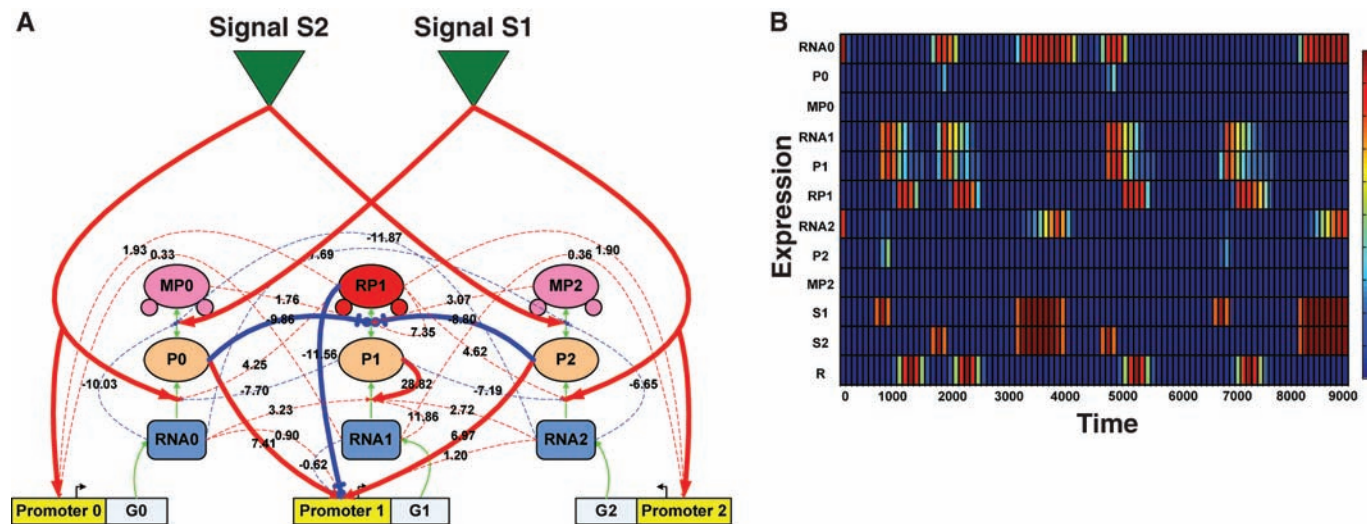 A
Signal S2
Signal S1
B
1.93
0.33
7.69
-11.87
0.36
1.90
MP0
RP1
MP2
1.76
-9.86
3.07
-8.80
7.35
P0
P1
P2
4.25
-11.56
4.62
-10.03
-7.70
28.82
-7.19
-6.65
3.23
11.86
2.72
RNA0
RNA1
RNA2
0.90
7.41
6.97
-0.62
1.20
Promoter 0
G0
Promoter 1
G1
G2
Promoter 2
Expression
RNA0
P0
MP0
RNA1
P1
RP1
RNA2
P2
MP2
S1
S2
R
0 1000 2000 3000 4000 5000 6000 7000 8000 9000
Time